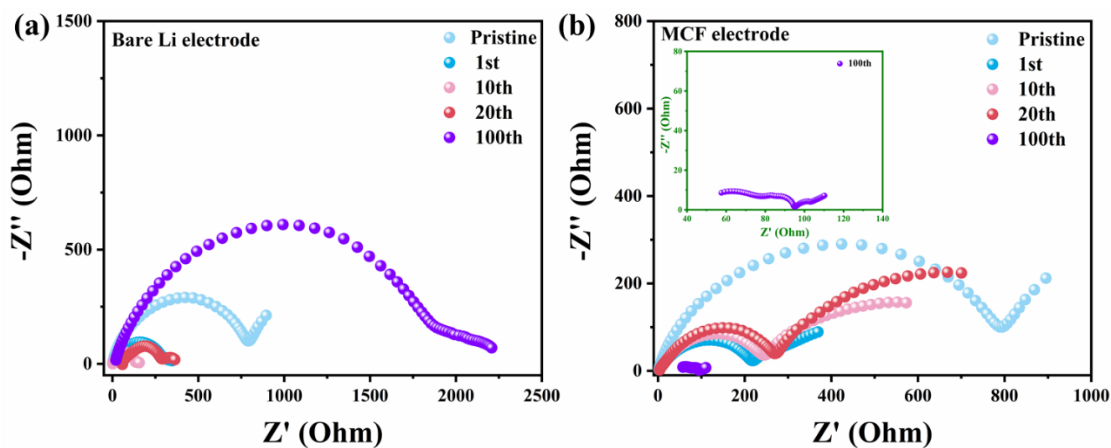 (a)
Bare Li electrode
Pristine
1st
10th
20th
100th
1500
1000
500
0
-Z'' (Ohm)
0 500 1000 1500 2000 2500
Z' (Ohm)
(b)
MCF electrode
Pristine
1st
10th
20th
100th
800
600
400
200
0
-Z'' (Ohm)
0 200 400 600 800 1000
Z' (Ohm)
100th
80
60
40
20
0
-Z'' (Ohm)
40 60 80 100 120 140
Z' (Ohm)